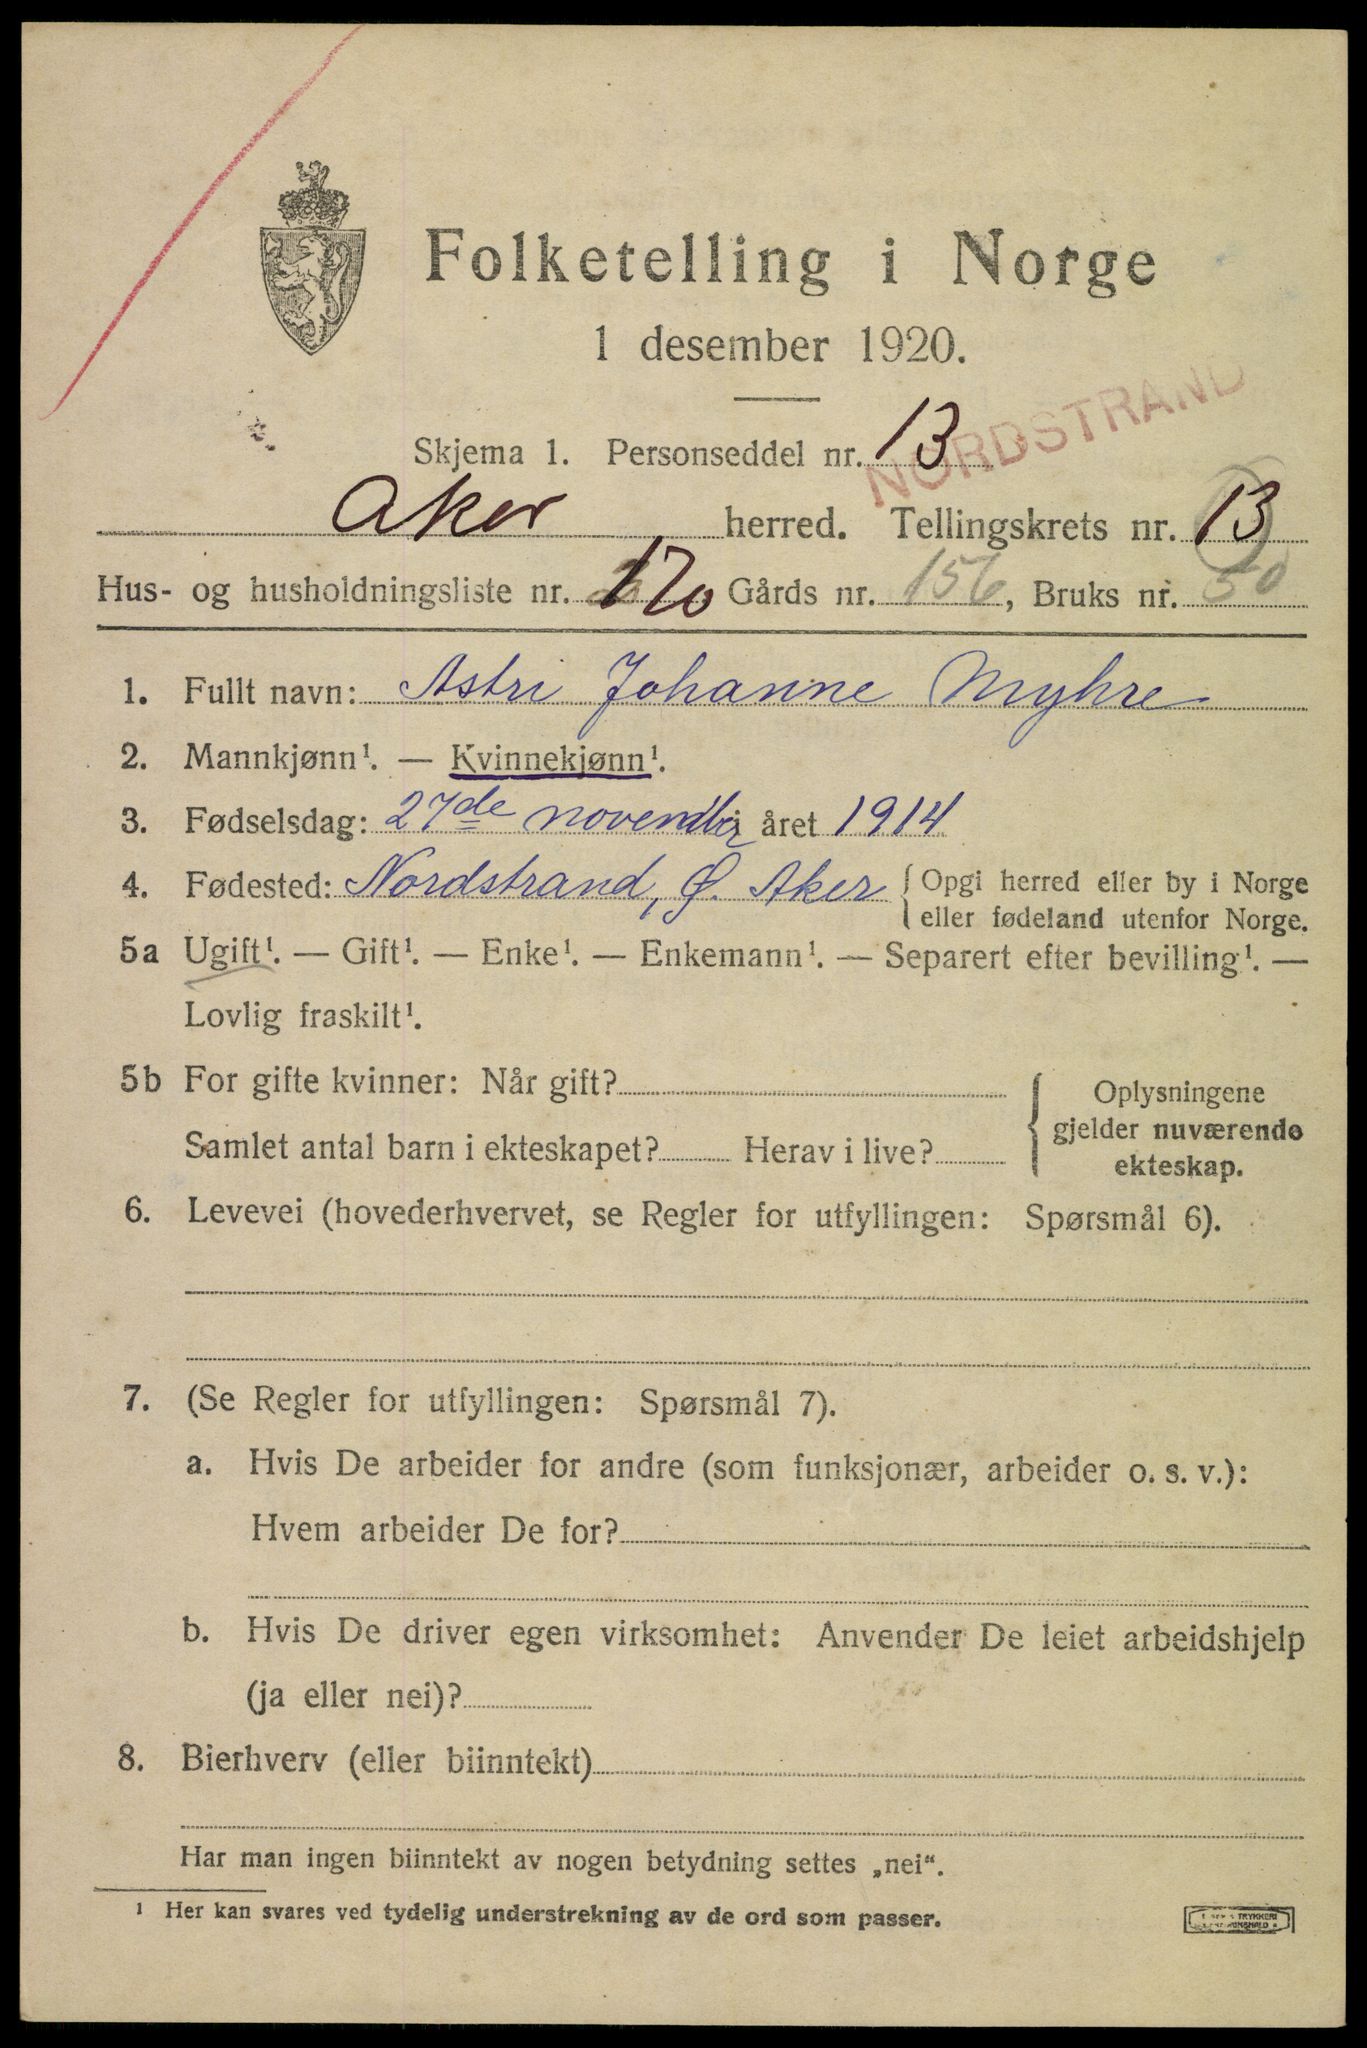 Folketelling i Norge
1 desember 1920.
NORDSTRAND
Skjema 1. Personseddel nr. 13
Aker herred. Tellingskrets nr. 13
Hus- og husholdningsliste nr. 170 Gårds nr. 156, Bruks nr. 50
1. Fullt navn: Astri Johanne Myhre
2. Mannkjønn¹. — Kvinnekjønn¹.
3. Fødselsdag: 27de november i året 1914
4. Fødested: Nordstrand, Ø. Aker { Opgi herred eller by i Norge
eller fødeland utenfor Norge.
5a Ugift¹. — Gift¹. — Enke¹. — Enkemann¹. — Separert efter bevilling¹. —
Lovlig fraskilt¹.
5b For gifte kvinner: Når gift?
Samlet antal barn i ekteskapet? Herav i live?
{ Oplysningene
gjelder nuværende
ekteskap.
6. Levevei (hovederhvervet, se Regler for utfyllingen: Spørsmål 6).
7. (Se Regler for utfyllingen: Spørsmål 7).
a. Hvis De arbeider for andre (som funksjonær, arbeider o. s. v.):
Hvem arbeider De for?
b. Hvis De driver egen virksomhet: Anvender De leiet arbeidshjelp
(ja eller nei)?
8. Bierhverv (eller biinntekt)
Har man ingen biinntekt av nogen betydning settes „nei“.
¹ Her kan svares ved tydelig understrekning av de ord som passer.